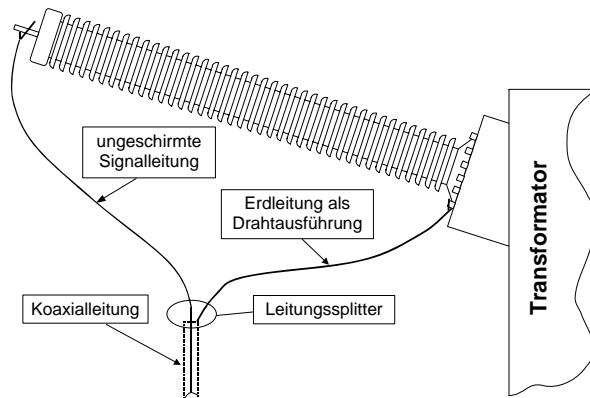 ungeschirmte
Signalleitung
Erdleitung als
Drahtausführung
Koaxialleitung
Leitungssplitter
Transformator